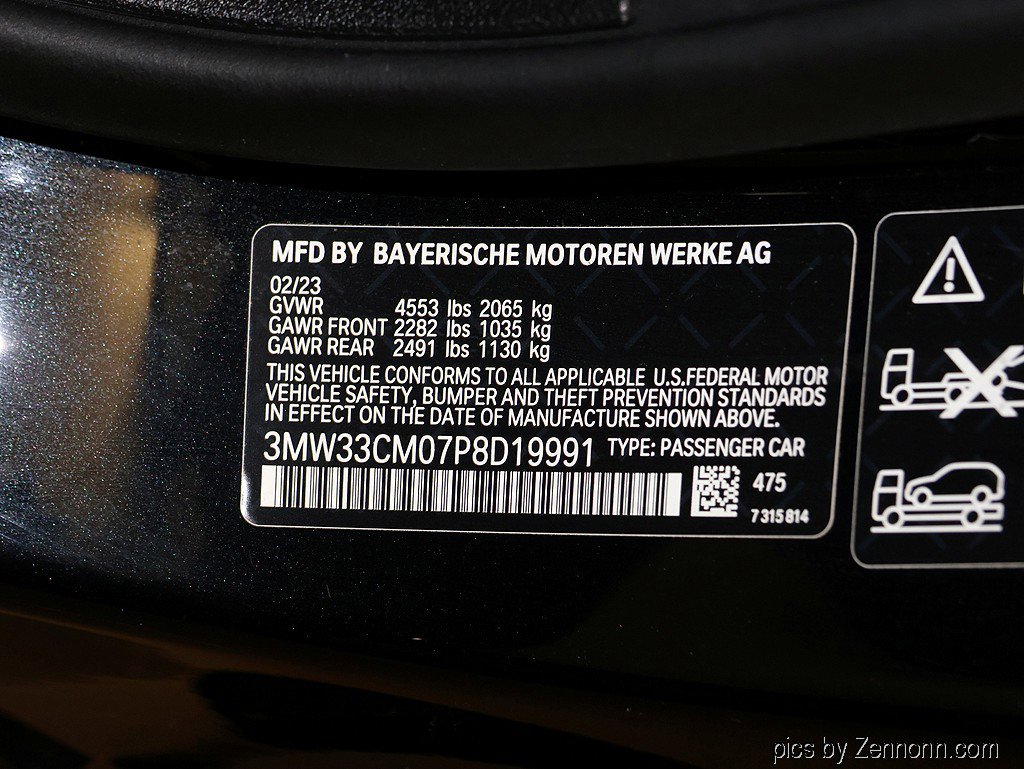 MFD BY BAYERISCHE MOTOREN WERKE AG
02/23
GVWR 4553 lbs 2065 kg
GAWR FRONT 2282 lbs 1035 kg
GAWR REAR 2491 lbs 1130 kg
THIS VEHICLE CONFORMS TO ALL APPLICABLE U.S.FEDERAL MOTOR
VEHICLE SAFETY, BUMPER AND THEFT PREVENTION STANDARDS
IN EFFECT ON THE DATE OF MANUFACTURE SHOWN ABOVE.
3MW33CM07P8D19991 TYPE: PASSENGER CAR
475
7 315 814
pics by Zennonn.com